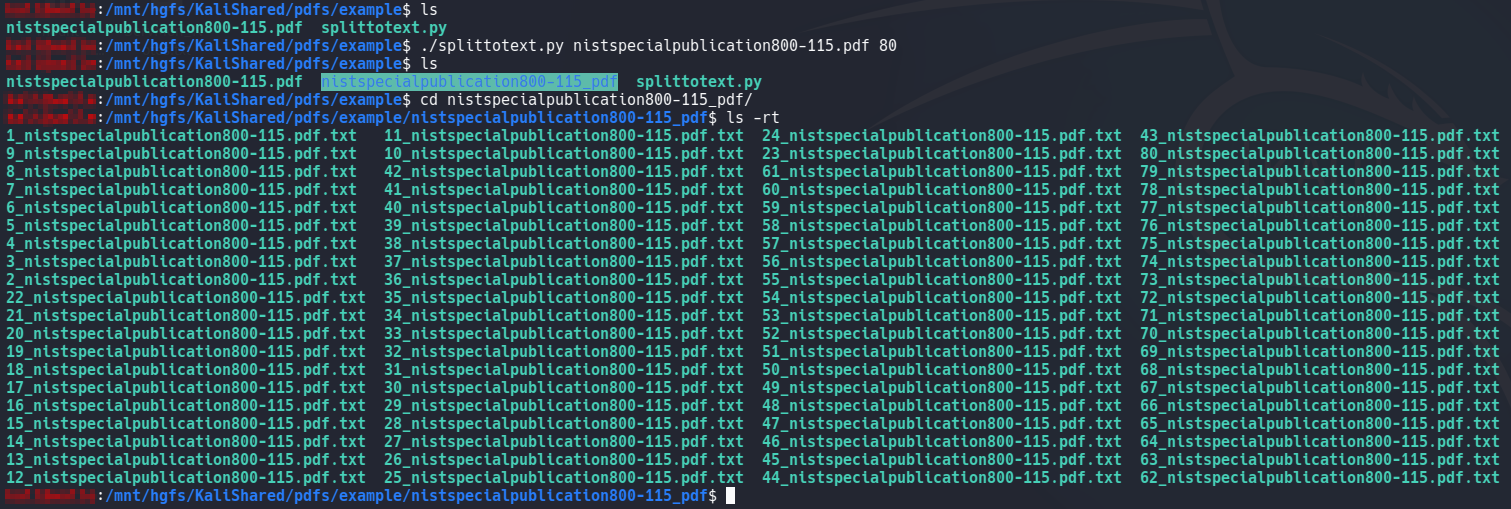 :/mnt/hgfs/KaliShared/pdfs/example$ ls
nistspecialpublication800-115.pdf  splittotext.py
:/mnt/hgfs/KaliShared/pdfs/example$ ./splittotext.py nistspecialpublication800-115.pdf 80
:/mnt/hgfs/KaliShared/pdfs/example$ ls
nistspecialpublication800-115.pdf  nistspecialpublication800-115_pdf  splittotext.py
:/mnt/hgfs/KaliShared/pdfs/example$ cd nistspecialpublication800-115_pdf/
:/mnt/hgfs/KaliShared/pdfs/example/nistspecialpublication800-115_pdf$ ls -rt
1_nistspecialpublication800-115.pdf.txt   11_nistspecialpublication800-115.pdf.txt  24_nistspecialpublication800-115.pdf.txt  43_nistspecialpublication800-115.pdf.txt
9_nistspecialpublication800-115.pdf.txt   10_nistspecialpublication800-115.pdf.txt  23_nistspecialpublication800-115.pdf.txt  80_nistspecialpublication800-115.pdf.txt
8_nistspecialpublication800-115.pdf.txt   42_nistspecialpublication800-115.pdf.txt  61_nistspecialpublication800-115.pdf.txt  79_nistspecialpublication800-115.pdf.txt
7_nistspecialpublication800-115.pdf.txt   41_nistspecialpublication800-115.pdf.txt  60_nistspecialpublication800-115.pdf.txt  78_nistspecialpublication800-115.pdf.txt
6_nistspecialpublication800-115.pdf.txt   40_nistspecialpublication800-115.pdf.txt  59_nistspecialpublication800-115.pdf.txt  77_nistspecialpublication800-115.pdf.txt
5_nistspecialpublication800-115.pdf.txt   39_nistspecialpublication800-115.pdf.txt  58_nistspecialpublication800-115.pdf.txt  76_nistspecialpublication800-115.pdf.txt
4_nistspecialpublication800-115.pdf.txt   38_nistspecialpublication800-115.pdf.txt  57_nistspecialpublication800-115.pdf.txt  75_nistspecialpublication800-115.pdf.txt
3_nistspecialpublication800-115.pdf.txt   37_nistspecialpublication800-115.pdf.txt  56_nistspecialpublication800-115.pdf.txt  74_nistspecialpublication800-115.pdf.txt
2_nistspecialpublication800-115.pdf.txt   36_nistspecialpublication800-115.pdf.txt  55_nistspecialpublication800-115.pdf.txt  73_nistspecialpublication800-115.pdf.txt
22_nistspecialpublication800-115.pdf.txt  35_nistspecialpublication800-115.pdf.txt  54_nistspecialpublication800-115.pdf.txt  72_nistspecialpublication800-115.pdf.txt
21_nistspecialpublication800-115.pdf.txt  34_nistspecialpublication800-115.pdf.txt  53_nistspecialpublication800-115.pdf.txt  71_nistspecialpublication800-115.pdf.txt
20_nistspecialpublication800-115.pdf.txt  33_nistspecialpublication800-115.pdf.txt  52_nistspecialpublication800-115.pdf.txt  70_nistspecialpublication800-115.pdf.txt
19_nistspecialpublication800-115.pdf.txt  32_nistspecialpublication800-115.pdf.txt  51_nistspecialpublication800-115.pdf.txt  69_nistspecialpublication800-115.pdf.txt
18_nistspecialpublication800-115.pdf.txt  31_nistspecialpublication800-115.pdf.txt  50_nistspecialpublication800-115.pdf.txt  68_nistspecialpublication800-115.pdf.txt
17_nistspecialpublication800-115.pdf.txt  30_nistspecialpublication800-115.pdf.txt  49_nistspecialpublication800-115.pdf.txt  67_nistspecialpublication800-115.pdf.txt
16_nistspecialpublication800-115.pdf.txt  29_nistspecialpublication800-115.pdf.txt  48_nistspecialpublication800-115.pdf.txt  66_nistspecialpublication800-115.pdf.txt
15_nistspecialpublication800-115.pdf.txt  28_nistspecialpublication800-115.pdf.txt  47_nistspecialpublication800-115.pdf.txt  65_nistspecialpublication800-115.pdf.txt
14_nistspecialpublication800-115.pdf.txt  27_nistspecialpublication800-115.pdf.txt  46_nistspecialpublication800-115.pdf.txt  64_nistspecialpublication800-115.pdf.txt
13_nistspecialpublication800-115.pdf.txt  26_nistspecialpublication800-115.pdf.txt  45_nistspecialpublication800-115.pdf.txt  63_nistspecialpublication800-115.pdf.txt
12_nistspecialpublication800-115.pdf.txt  25_nistspecialpublication800-115.pdf.txt  44_nistspecialpublication800-115.pdf.txt  62_nistspecialpublication800-115.pdf.txt
:/mnt/hgfs/KaliShared/pdfs/example/nistspecialpublication800-115_pdf$